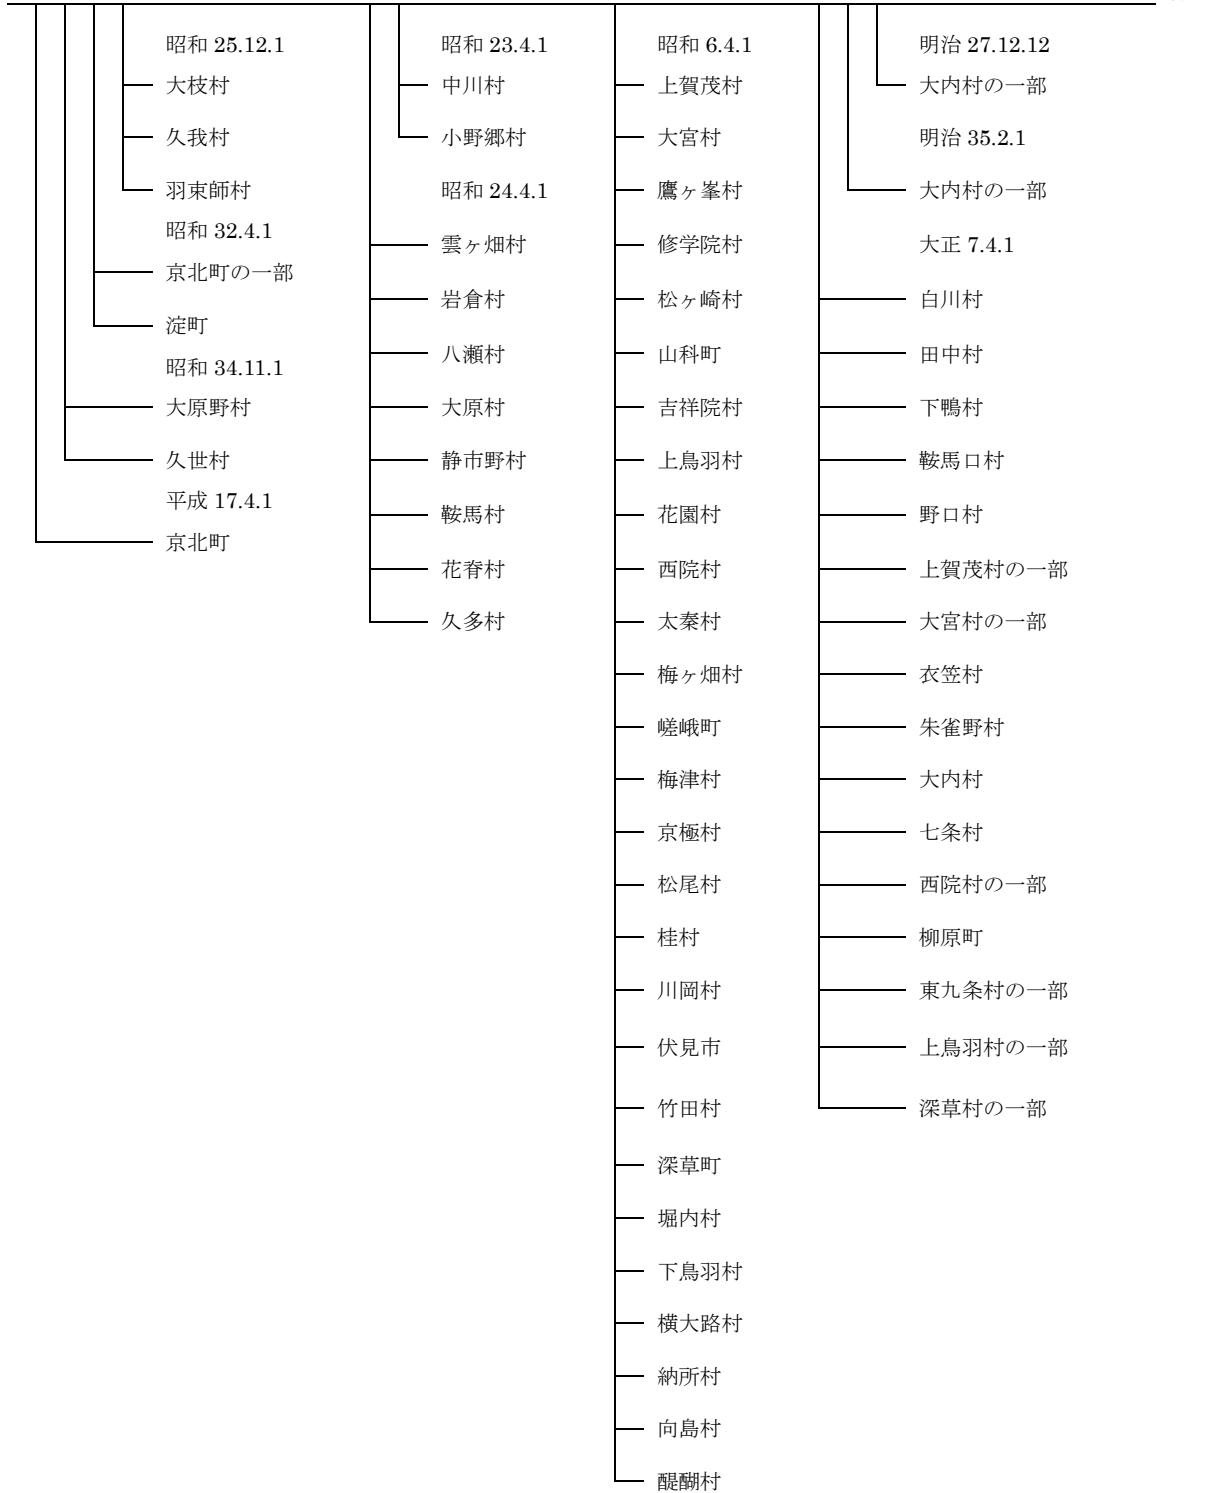 昭和 25.12.1
大枝村
久我村
羽束師村
昭和 32.4.1
京北町の一部
淀町
昭和 34.11.1
大原野村
久世村
平成 17.4.1
京北町
昭和 23.4.1
中川村
小野郷村
昭和 24.4.1
雲ヶ畑村
岩倉村
八瀬村
大原村
静市野村
鞍馬村
花脊村
久多村
昭和 6.4.1
上賀茂村
大宮村
鷹ヶ峯村
修学院村
松ヶ崎村
山科町
吉祥院村
上鳥羽村
花園村
西院村
太秦村
梅ヶ畑村
嵯峨町
梅津村
京極村
松尾村
桂村
川岡村
伏見市
竹田村
深草町
堀内村
下鳥羽村
横大路村
納所村
向島村
醍醐村
明治 27.12.12
大内村の一部
明治 35.2.1
大内村の一部
大正 7.4.1
白川村
田中村
下鴨村
鞍馬口村
野口村
上賀茂村の一部
大宮村の一部
衣笠村
朱雀野村
大内村
七条村
西院村の一部
柳原町
東九条村の一部
上鳥羽村の一部
深草村の一部